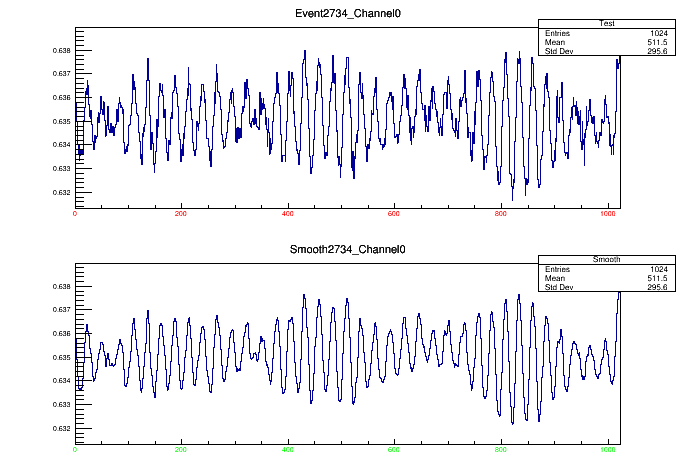 Event2734_Channel0
Test
Entries 1024
Mean 511.5
Std Dev 295.6
0.638
0.637
0.636
0.635
0.634
0.633
0.632
0 200 400 600 800 1000
Smooth2734_Channel0
Smooth
Entries 1024
Mean 511.5
Std Dev 295.6
0.638
0.637
0.636
0.635
0.634
0.633
0.632
0 200 400 600 800 1000